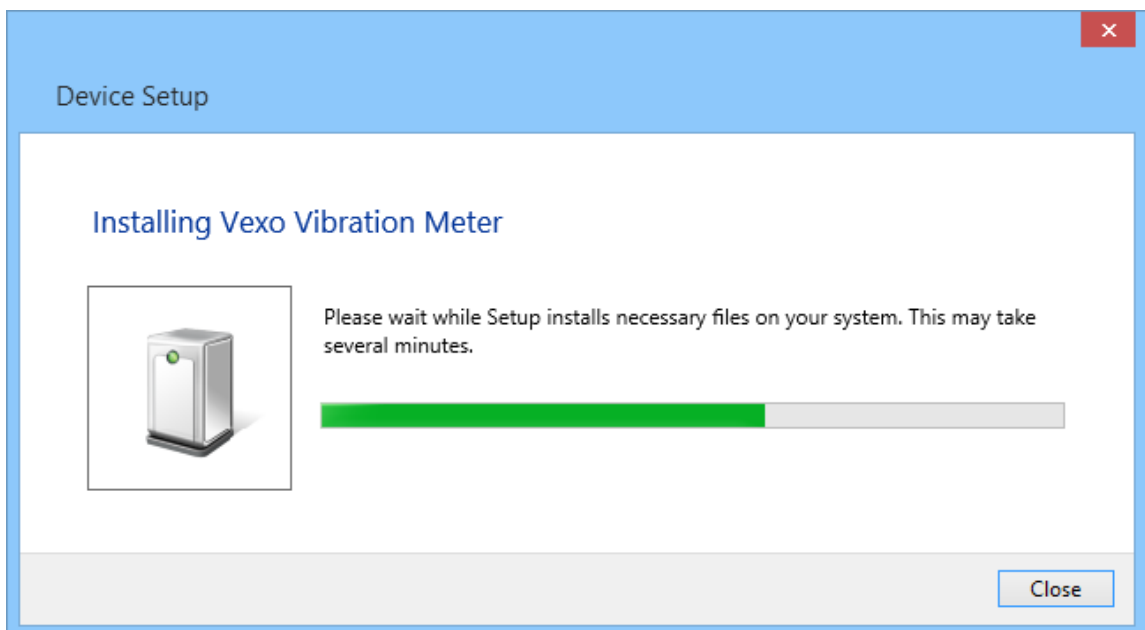 Device Setup
Installing Vexo Vibration Meter
Please wait while Setup installs necessary files on your system. This may take
several minutes.
Close